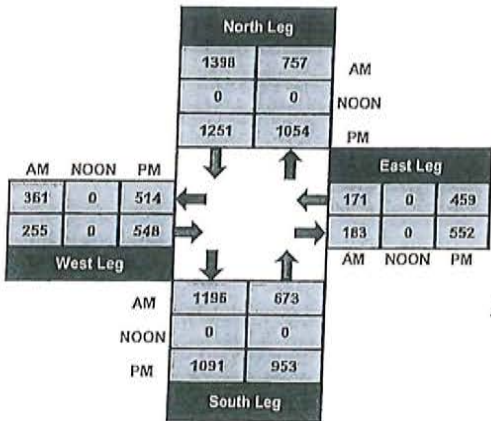 North Leg
1398 757 AM
0 0 NOON
1251 1054 PM
AM NOON PM East Leg
361 0 514 171 0 459
255 0 548 183 0 552
West Leg AM NOON PM
AM 1196 673
NOON 0 0
PM 1091 953
South Leg